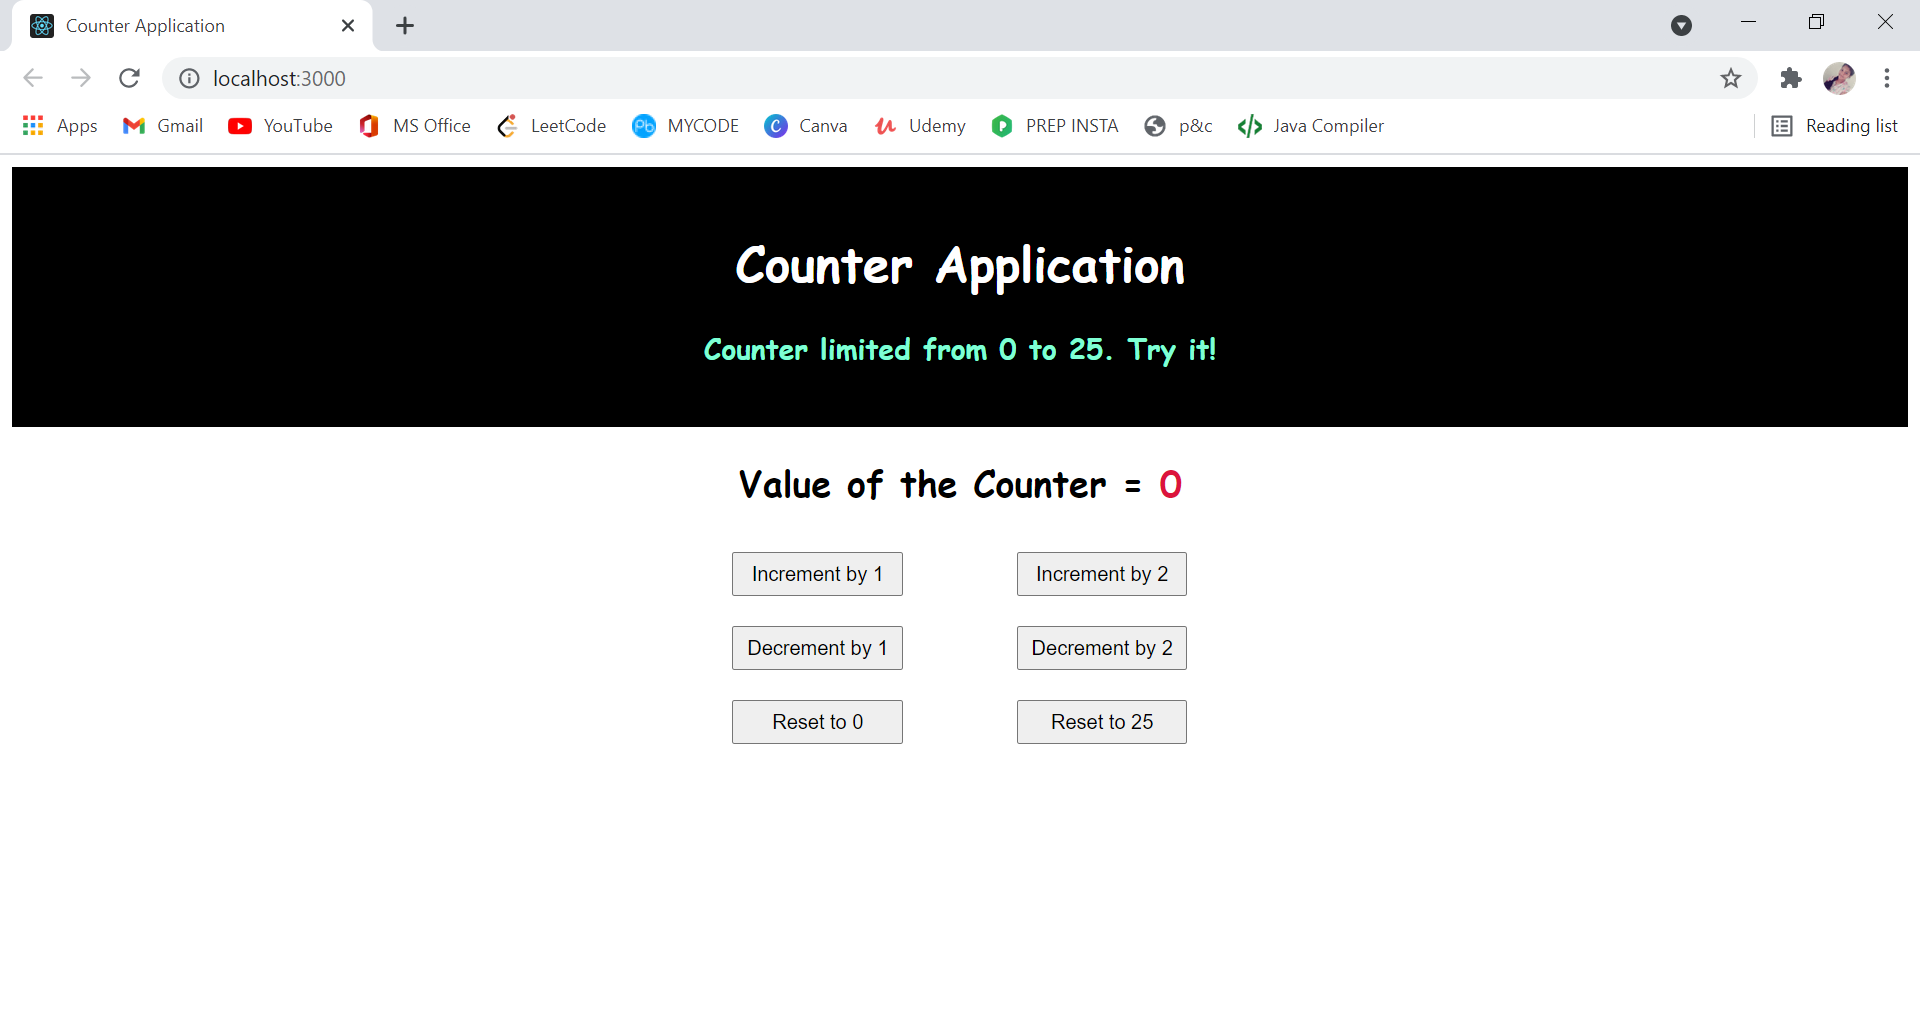 Counter Application
localhost:3000
Apps Gmail YouTube MS Office LeetCode Pb MYCODE C Canva Udemy P PREP INSTA p&c Java Compiler Reading list
Counter Application
Counter limited from 0 to 25. Try it!
Value of the Counter = 0
Increment by 1 Increment by 2
Decrement by 1 Decrement by 2
Reset to 0 Reset to 25